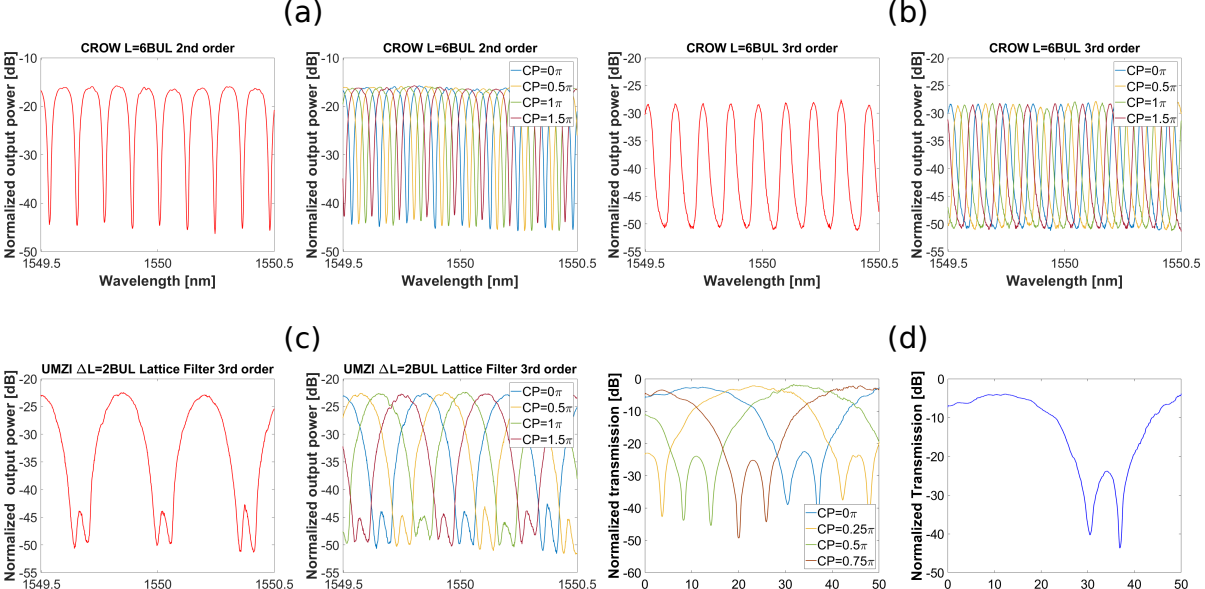 (a)
(b)
CROW L=6BUL 2nd order
Normalized output power [dB]
-10
-20
-30
-40
-50
1549.5
1550
1550.5
Wavelength [nm]
CROW L=6BUL 2nd order
Normalized output power [dB]
-10
-20
-30
-40
-50
1549.5
1550
1550.5
Wavelength [nm]
CP=0π
CP=0.5π
CP=1π
CP=1.5π
CROW L=6BUL 3rd order
Normalized output power [dB]
-20
-25
-30
-35
-40
-45
-50
-55
1549.5
1550
1550.5
Wavelength [nm]
CROW L=6BUL 3rd order
Normalized output power [dB]
-20
-25
-30
-35
-40
-45
-50
-55
1549.5
1550
1550.5
Wavelength [nm]
CP=0π
CP=0.5π
CP=1π
CP=1.5π
(c)
(d)
UMZI ΔL=2BUL Lattice Filter 3rd order
Normalized output power [dB]
-20
-25
-30
-35
-40
-45
-50
-55
1549.5
1550
1550.5
UMZI ΔL=2BUL Lattice Filter 3rd order
Normalized output power [dB]
-20
-25
-30
-35
-40
-45
-50
-55
1549.5
1550
1550.5
CP=0π
CP=0.5π
CP=1π
CP=1.5π
Normalized transmission [dB]
0
-10
-20
-30
-40
-50
-60
0
10
20
30
40
50
CP=0π
CP=0.25π
CP=0.5π
CP=0.75π
Normalized Transmission [dB]
0
-10
-20
-30
-40
-50
0
10
20
30
40
50